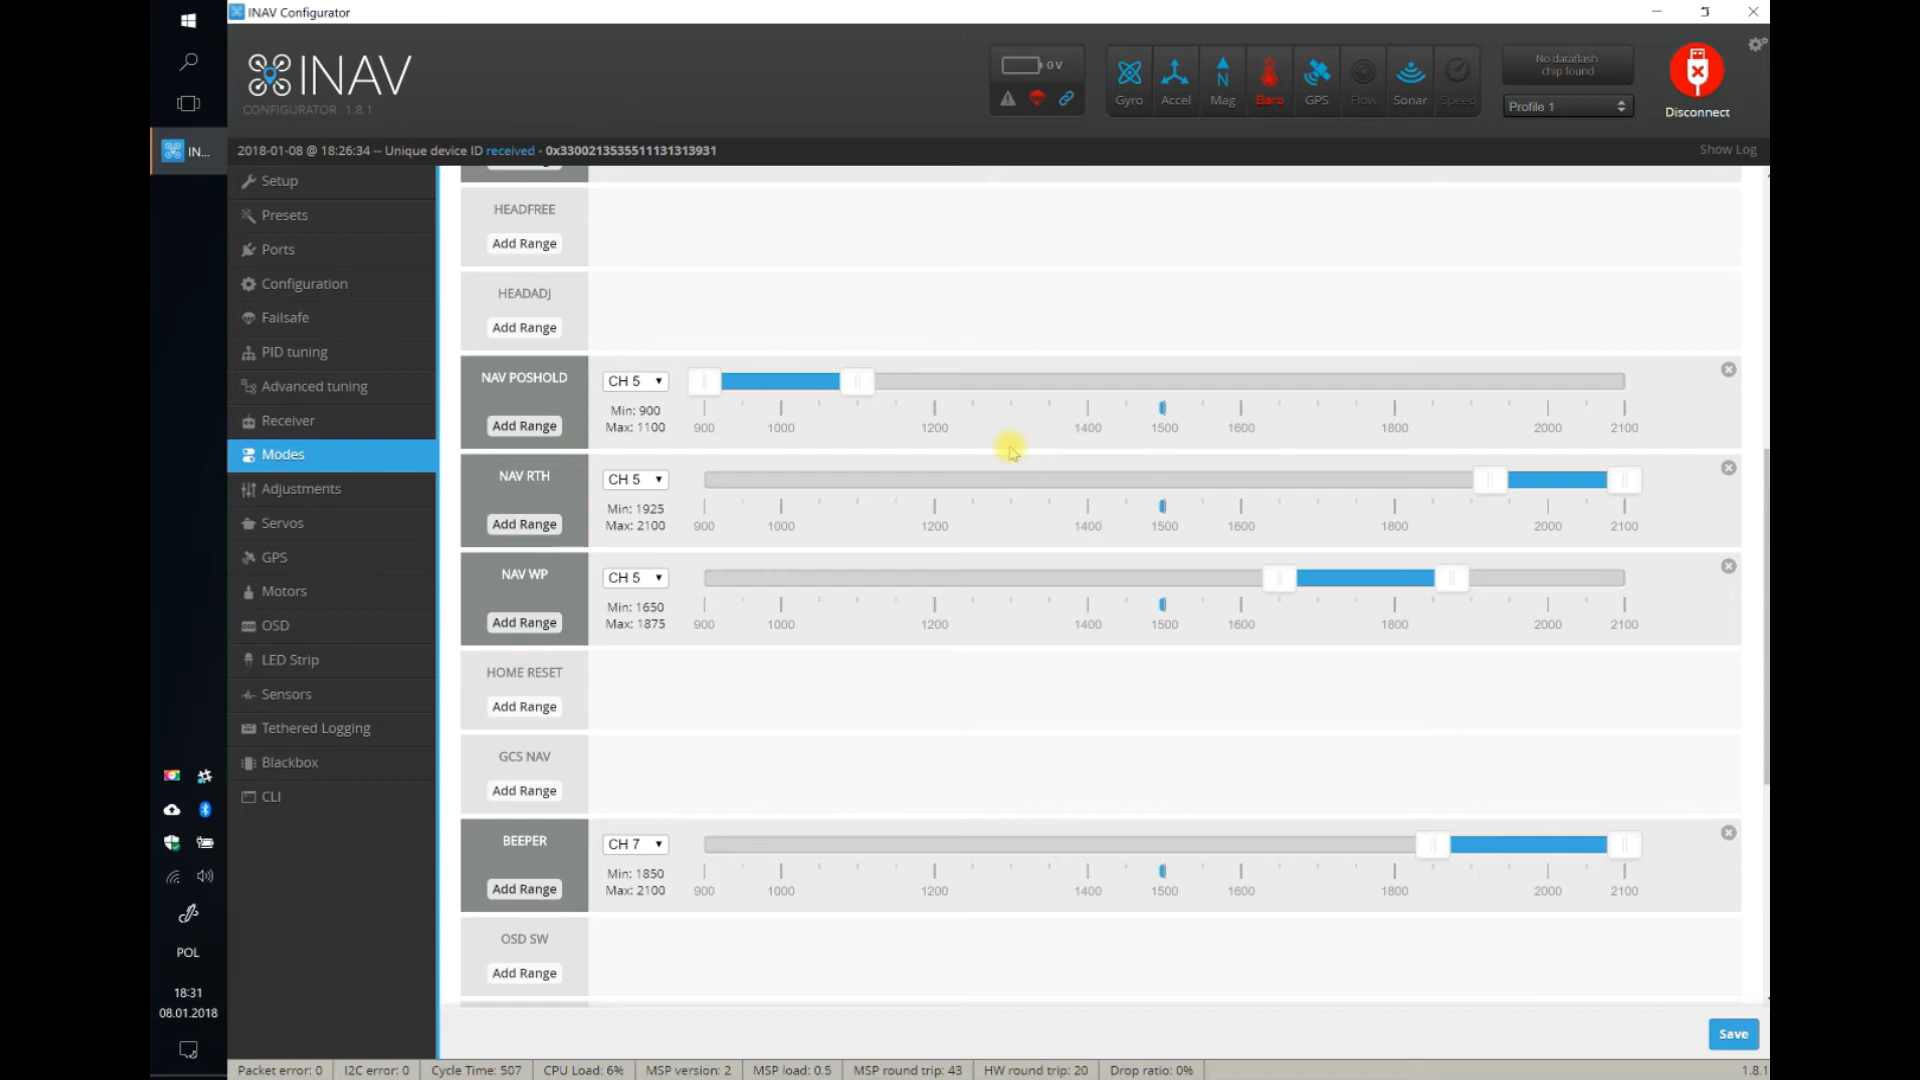 INAV Configurator
INAV
CONFIGURATOR 1.8.1
0 V
Gyro
Accel
Mag
Baro
GPS
Flow
Sonar
Speed
No dataflash
chip found
Profile 1
Disconnect
IN...
2018-01-08 @ 18:26:34 -- Unique device ID received - 0x3300213535511131313931
Show Log
Setup
Presets
Ports
Configuration
Failsafe
PID tuning
Advanced tuning
Receiver
Modes
Adjustments
Servos
GPS
Motors
OSD
LED Strip
Sensors
Tethered Logging
Blackbox
CLI
HEADFREE
Add Range
HEADADJ
Add Range
NAV POSHOLD
Add Range
CH 5
Min: 900
Max: 1100
900 1000 1200 1400 1500 1600 1800 2000 2100
NAV RTH
Add Range
CH 5
Min: 1925
Max: 2100
900 1000 1200 1400 1500 1600 1800 2000 2100
NAV WP
Add Range
CH 5
Min: 1650
Max: 1875
900 1000 1200 1400 1500 1600 1800 2000 2100
HOME RESET
Add Range
GCS NAV
Add Range
BEEPER
Add Range
CH 7
Min: 1850
Max: 2100
900 1000 1200 1400 1500 1600 1800 2000 2100
OSD SW
Add Range
Save
POL
18:31
08.01.2018
Packet error: 0
I2C error: 0
Cycle Time: 507
CPU Load: 6%
MSP version: 2
MSP load: 0.5
MSP round trip: 43
HW round trip: 20
Drop ratio: 0%
1.8.1